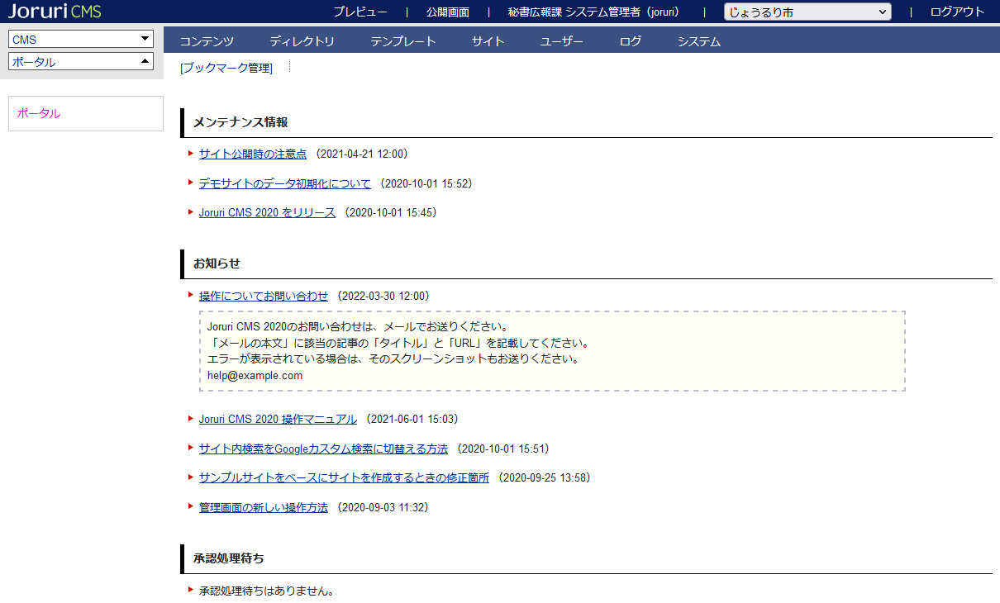 Joruri CMS
プレビュー | 公開画面 | 秘書広報課 システム管理者（joruri） | じょうるり市 | ログアウト
CMS
ポータル
コンテンツ ディレクトリ テンプレート サイト ユーザー ログ システム
[ブックマーク管理]
ポータル
メンテナンス情報
サイト公開時の注意点 （2021-04-21 12:00）
デモサイトのデータ初期化について （2020-10-01 15:52）
Joruri CMS 2020 をリリース （2020-10-01 15:45）
お知らせ
操作についてお問い合わせ （2022-03-30 12:00）
Joruri CMS 2020のお問い合わせは、メールでお送りください。
「メールの本文」に該当の記事の「タイトル」と「URL」を記載してください。
エラーが表示されている場合は、そのスクリーンショットもお送りください。
help@example.com
Joruri CMS 2020 操作マニュアル （2021-06-01 15:03）
サイト内検索をGoogleカスタム検索に切替える方法 （2020-10-01 15:51）
サンプルサイトをベースにサイトを作成するときの修正箇所 （2020-09-25 13:58）
管理画面の新しい操作方法 （2020-09-03 11:32）
承認処理待ち
承認処理待ちはありません。